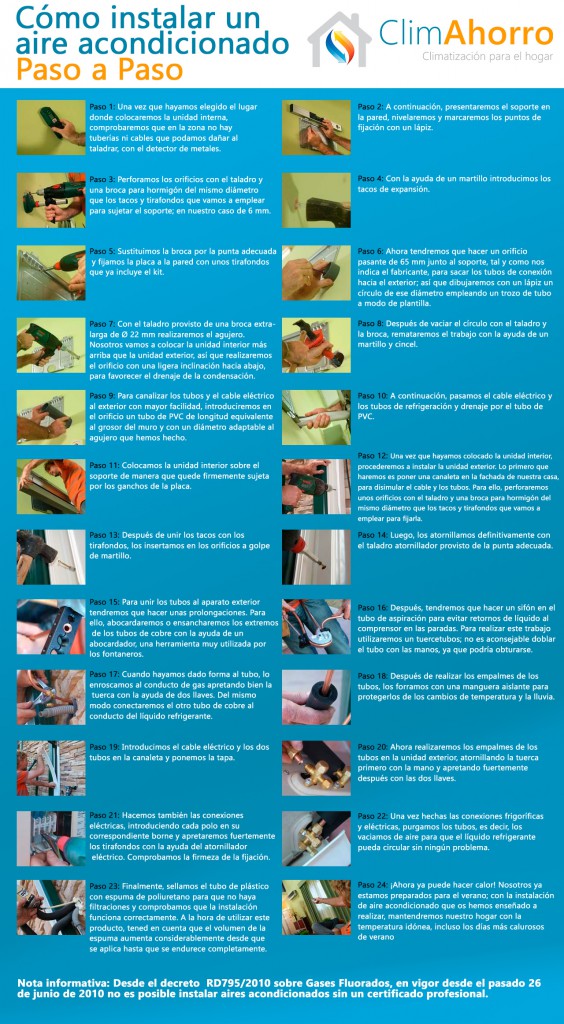 Cómo instalar un
aire acondicionado
Paso a Paso
ClimAhorro
Climatización para el hogar
Paso 1: Una vez que hayamos elegido el lugar
donde colocaremos la unidad interna,
comprobaremos que en la zona no hay
tuberías ni cables que podamos dañar al
taladrar, con el detector de metales.
Paso 2: A continuación, presentaremos el soporte en
la pared, nivelaremos y marcaremos los puntos de
fijación con un lápiz.
Paso 3: Perforamos los orificios con el taladro y
una broca para hormigón del mismo diámetro
que los tacos y tirafondos que vamos a emplear
para sujetar el soporte; en nuestro caso de 6 mm.
Paso 4: Con la ayuda de un martillo introducimos los
tacos de expansión.
Paso 5: Sustituimos la broca por la punta adecuada
y fijamos la placa a la pared con unos tirafondos
que ya incluye el kit.
Paso 6: Ahora tendremos que hacer un orificio
pasante de 65 mm junto al soporte, tal y como nos
indica el fabricante, para sacar los tubos de conexión
hacia el exterior; así que dibujaremos con un lápiz un
círculo de ese diámetro empleando un trozo de tubo
a modo de plantilla.
Paso 7: Con el taladro provisto de una broca extra-
larga de Ø 22 mm realizaremos el agujero.
Nosotros vamos a colocar la unidad interior más
arriba que la unidad exterior, así que realizaremos
el orificio con una ligera inclinación hacia abajo,
para favorecer el drenaje de la condensación.
Paso 8: Después de vaciar el círculo con el taladro y
la broca, remataremos el trabajo con la ayuda de un
martillo y cincel.
Paso 9: Para canalizar los tubos y el cable eléctrico
al exterior con mayor facilidad, introduciremos en
el orificio un tubo de PVC de longitud equivalente
al grosor del muro y con un diámetro adaptable al
agujero que hemos hecho.
Paso 10: A continuación, pasamos el cable eléctrico y
los tubos de refrigeración y drenaje por el tubo de
PVC.
Paso 11: Colocamos la unidad interior sobre el
soporte de manera que quede firmemente sujeta
por los ganchos de la placa.
Paso 12: Una vez que hayamos colocado la unidad interior,
procederemos a instalar la unidad exterior. Lo primero que
haremos es poner una canaleta en la fachada de nuestra casa,
para disimular el cable y los tubos. Para ello, perforaremos
unos orificios con el taladro y una broca para hormigón del
mismo diámetro que los tacos y tirafondos que vamos a
emplear para fijarla.
Paso 13: Después de unir los tacos con los
tirafondos, los insertamos en los orificios a golpe
de martillo.
Paso 14: Luego, los atornillamos definitivamente con
el taladro atornillador provisto de la punta adecuada.
Paso 15: Para unir los tubos al aparato exterior
tendremos que hacer unas prolongaciones. Para
ello, abocardaremos o ensancharemos los extremos
de los tubos de cobre con la ayuda de un
abocardador, una herramienta muy utilizada por
los fontaneros.
Paso 16: Después, tendremos que hacer un sifón en el
tubo de aspiración para evitar retornos de líquido al
compresor en las paradas. Para realizar este trabajo
utilizaremos un tuercetubos; no es aconsejable doblar
el tubo con las manos, ya que podría obturarse.
Paso 17: Cuando hayamos dado forma al tubo, lo
enroscamos al conducto de gas apretando bien la
tuerca con la ayuda de dos llaves. Del mismo
modo conectaremos el otro tubo de cobre al
conducto del líquido refrigerante.
Paso 18: Después de realizar los empalmes de los
tubos, los forramos con una manguera aislante para
protegerlos de los cambios de temperatura y la lluvia.
Paso 19: Introducimos el cable eléctrico y los dos
tubos en la canaleta y ponemos la tapa.
Paso 20: Ahora realizaremos los empalmes de los
tubos en la unidad exterior, atornillando la tuerca
primero con la mano y apretando fuertemente
después con las dos llaves.
Paso 21: Hacemos también las conexiones
eléctricas, introduciendo cada polo en su
correspondiente borne y apretaremos fuertemente
los tirafondos con la ayuda del atornillador
eléctrico. Comprobamos la firmeza de la fijación.
Paso 22: Una vez hechas las conexiones frigoríficas
y eléctricas, purgamos los tubos, es decir, los
vaciamos de aire para que el líquido refrigerante
pueda circular sin ningún problema.
Paso 23: Finalmente, sellamos el tubo de plástico
con espuma de poliuretano para que no haya
filtraciones y comprobamos que la instalación
funciona correctamente. A la hora de utilizar este
producto, tened en cuenta que el volumen de la
espuma aumenta considerablemente desde que
se aplica hasta que se endurece completamente.
Paso 24: ¡Ahora ya puede hacer calor! Nosotros ya
estamos preparados para el verano; con la instalación
de aire acondicionado que os hemos enseñado a
realizar, mantendremos nuestro hogar con la
temperatura idónea, incluso los días más calurosos
de verano
Nota informativa: Desde el decreto RD795/2010 sobre Gases Fluorados, en vigor desde el pasado 26
de junio de 2010 no es posible instalar aires acondicionados sin un certificado profesional.